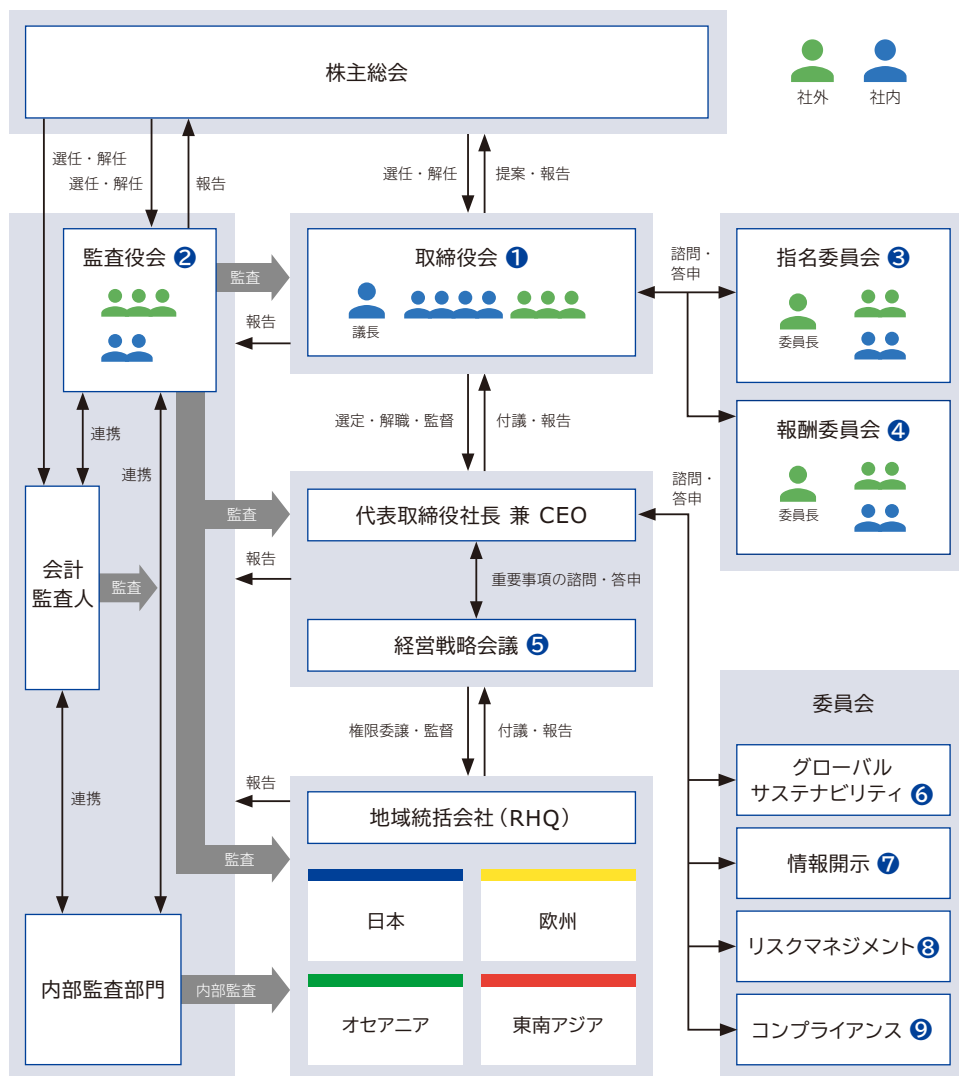 株主総会
社外
社内
選任・解任
選任・解任
報告
選任・解任
提案・報告
監査役会 ❷
監査
報告
取締役会 ❶
議長
諮問・
答申
指名委員会 ❸
委員長
報酬委員会 ❹
委員長
連携
連携
選定・解職・監督
付議・報告
諮問・
答申
監査
報告
代表取締役社長 兼 CEO
重要事項の諮問・答申
経営戦略会議 ❺
会計
監査人
監査
権限委譲・監督
付議・報告
委員会
グローバル
サステナビリティ ❻
情報開示 ❼
リスクマネジメント ❽
コンプライアンス ❾
連携
報告
監査
地域統括会社（RHQ）
日本
欧州
オセアニア
東南アジア
内部監査部門
内部監査